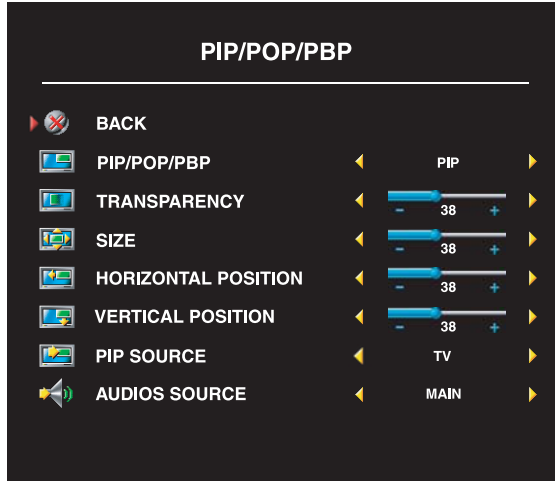 PIP/POP/PBP
BACK
PIP/POP/PBP PIP
TRANSPARENCY - 38 +
SIZE - 38 +
HORIZONTAL POSITION - 38 +
VERTICAL POSITION - 38 +
PIP SOURCE TV
AUDIOS SOURCE MAIN